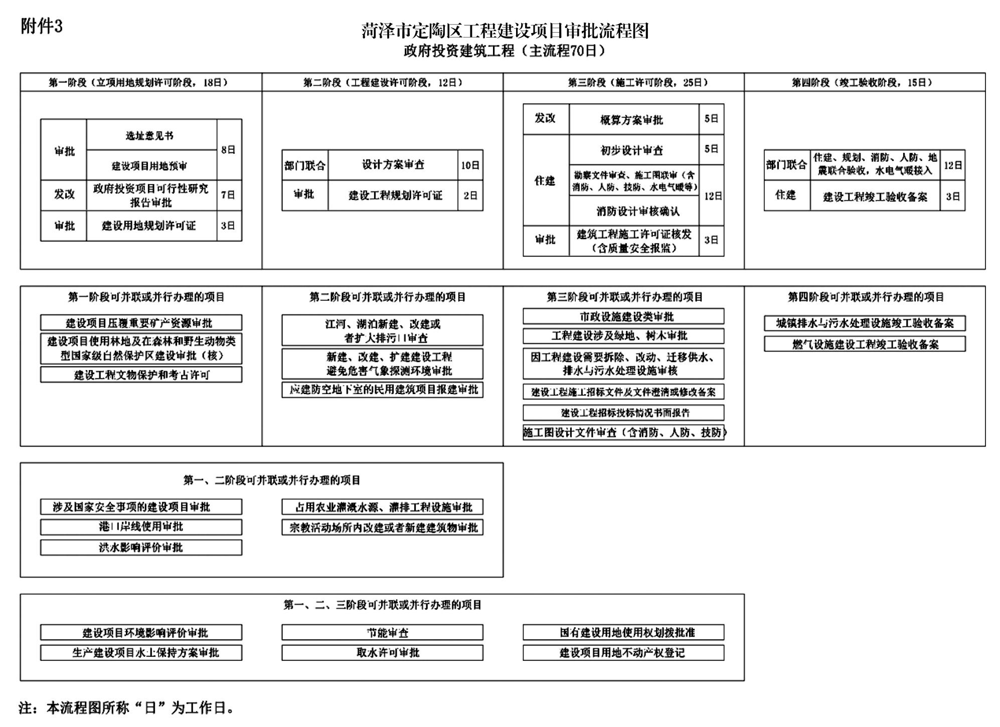 附件3
菏泽市定陶区工程建设项目审批流程图
政府投资建筑工程（主流程70日）
第一阶段（立项用地规划许可阶段，18日）
审批
选址意见书
建设项目用地预审
8日
发改
政府投资项目可行性研究
报告审批
7日
审批
建设用地规划许可证
3日
第二阶段（工程建设许可阶段，12日）
部门联合
设计方案审查
10日
审批
建设工程规划许可证
2日
第三阶段（施工许可阶段，25日）
发改
概算方案审批
5日
住建
初步设计审查
5日
勘察文件审查、施工图联审（含
消防、人防、技防、水电气暖等）
消防设计审核确认
12日
审批
建筑工程施工许可证核发
（含质量安全报监）
3日
第四阶段（竣工验收阶段，15日）
部门联合
住建、规划、消防、人防、地
震联合验收，水电气暖接入
12日
住建
建设工程竣工验收备案
3日
第一阶段可并联或并行办理的项目
建设项目压覆重要矿产资源审批
建设项目使用林地及在森林和野生动物类
型国家级自然保护区建设审批（核）
建设工程文物保护和考古许可
第二阶段可并联或并行办理的项目
江河、湖泊新建、改建或
者扩大排污口审查
新建、改建、扩建建设工程
避免危害气象探测环境审批
应建防空地下室的民用建筑项目报建审批
第三阶段可并联或并行办理的项目
市政设施建设类审批
工程建设涉及绿地、树木审批
因工程建设需要拆除、改动、迁移供水、
排水与污水处理设施审核
建设工程施工招标文件及文件澄清或修改备案
建设工程招标投标情况书面报告
施工图设计文件审查（含消防、人防、技防）
第四阶段可并联或并行办理的项目
城镇排水与污水处理设施竣工验收备案
燃气设施建设工程竣工验收备案
第一、二阶段可并联或并行办理的项目
涉及国家安全事项的建设项目审批
港口岸线使用审批
洪水影响评价审批
占用农业灌溉水源、灌排工程设施审批
宗教活动场所内改建或者新建建筑物审批
第一、二、三阶段可并联或并行办理的项目
建设项目环境影响评价审批
生产建设项目水土保持方案审批
节能审查
取水许可审批
国有建设用地使用权划拨批准
建设项目用地不动产权登记
注：本流程图所称“日”为工作日。